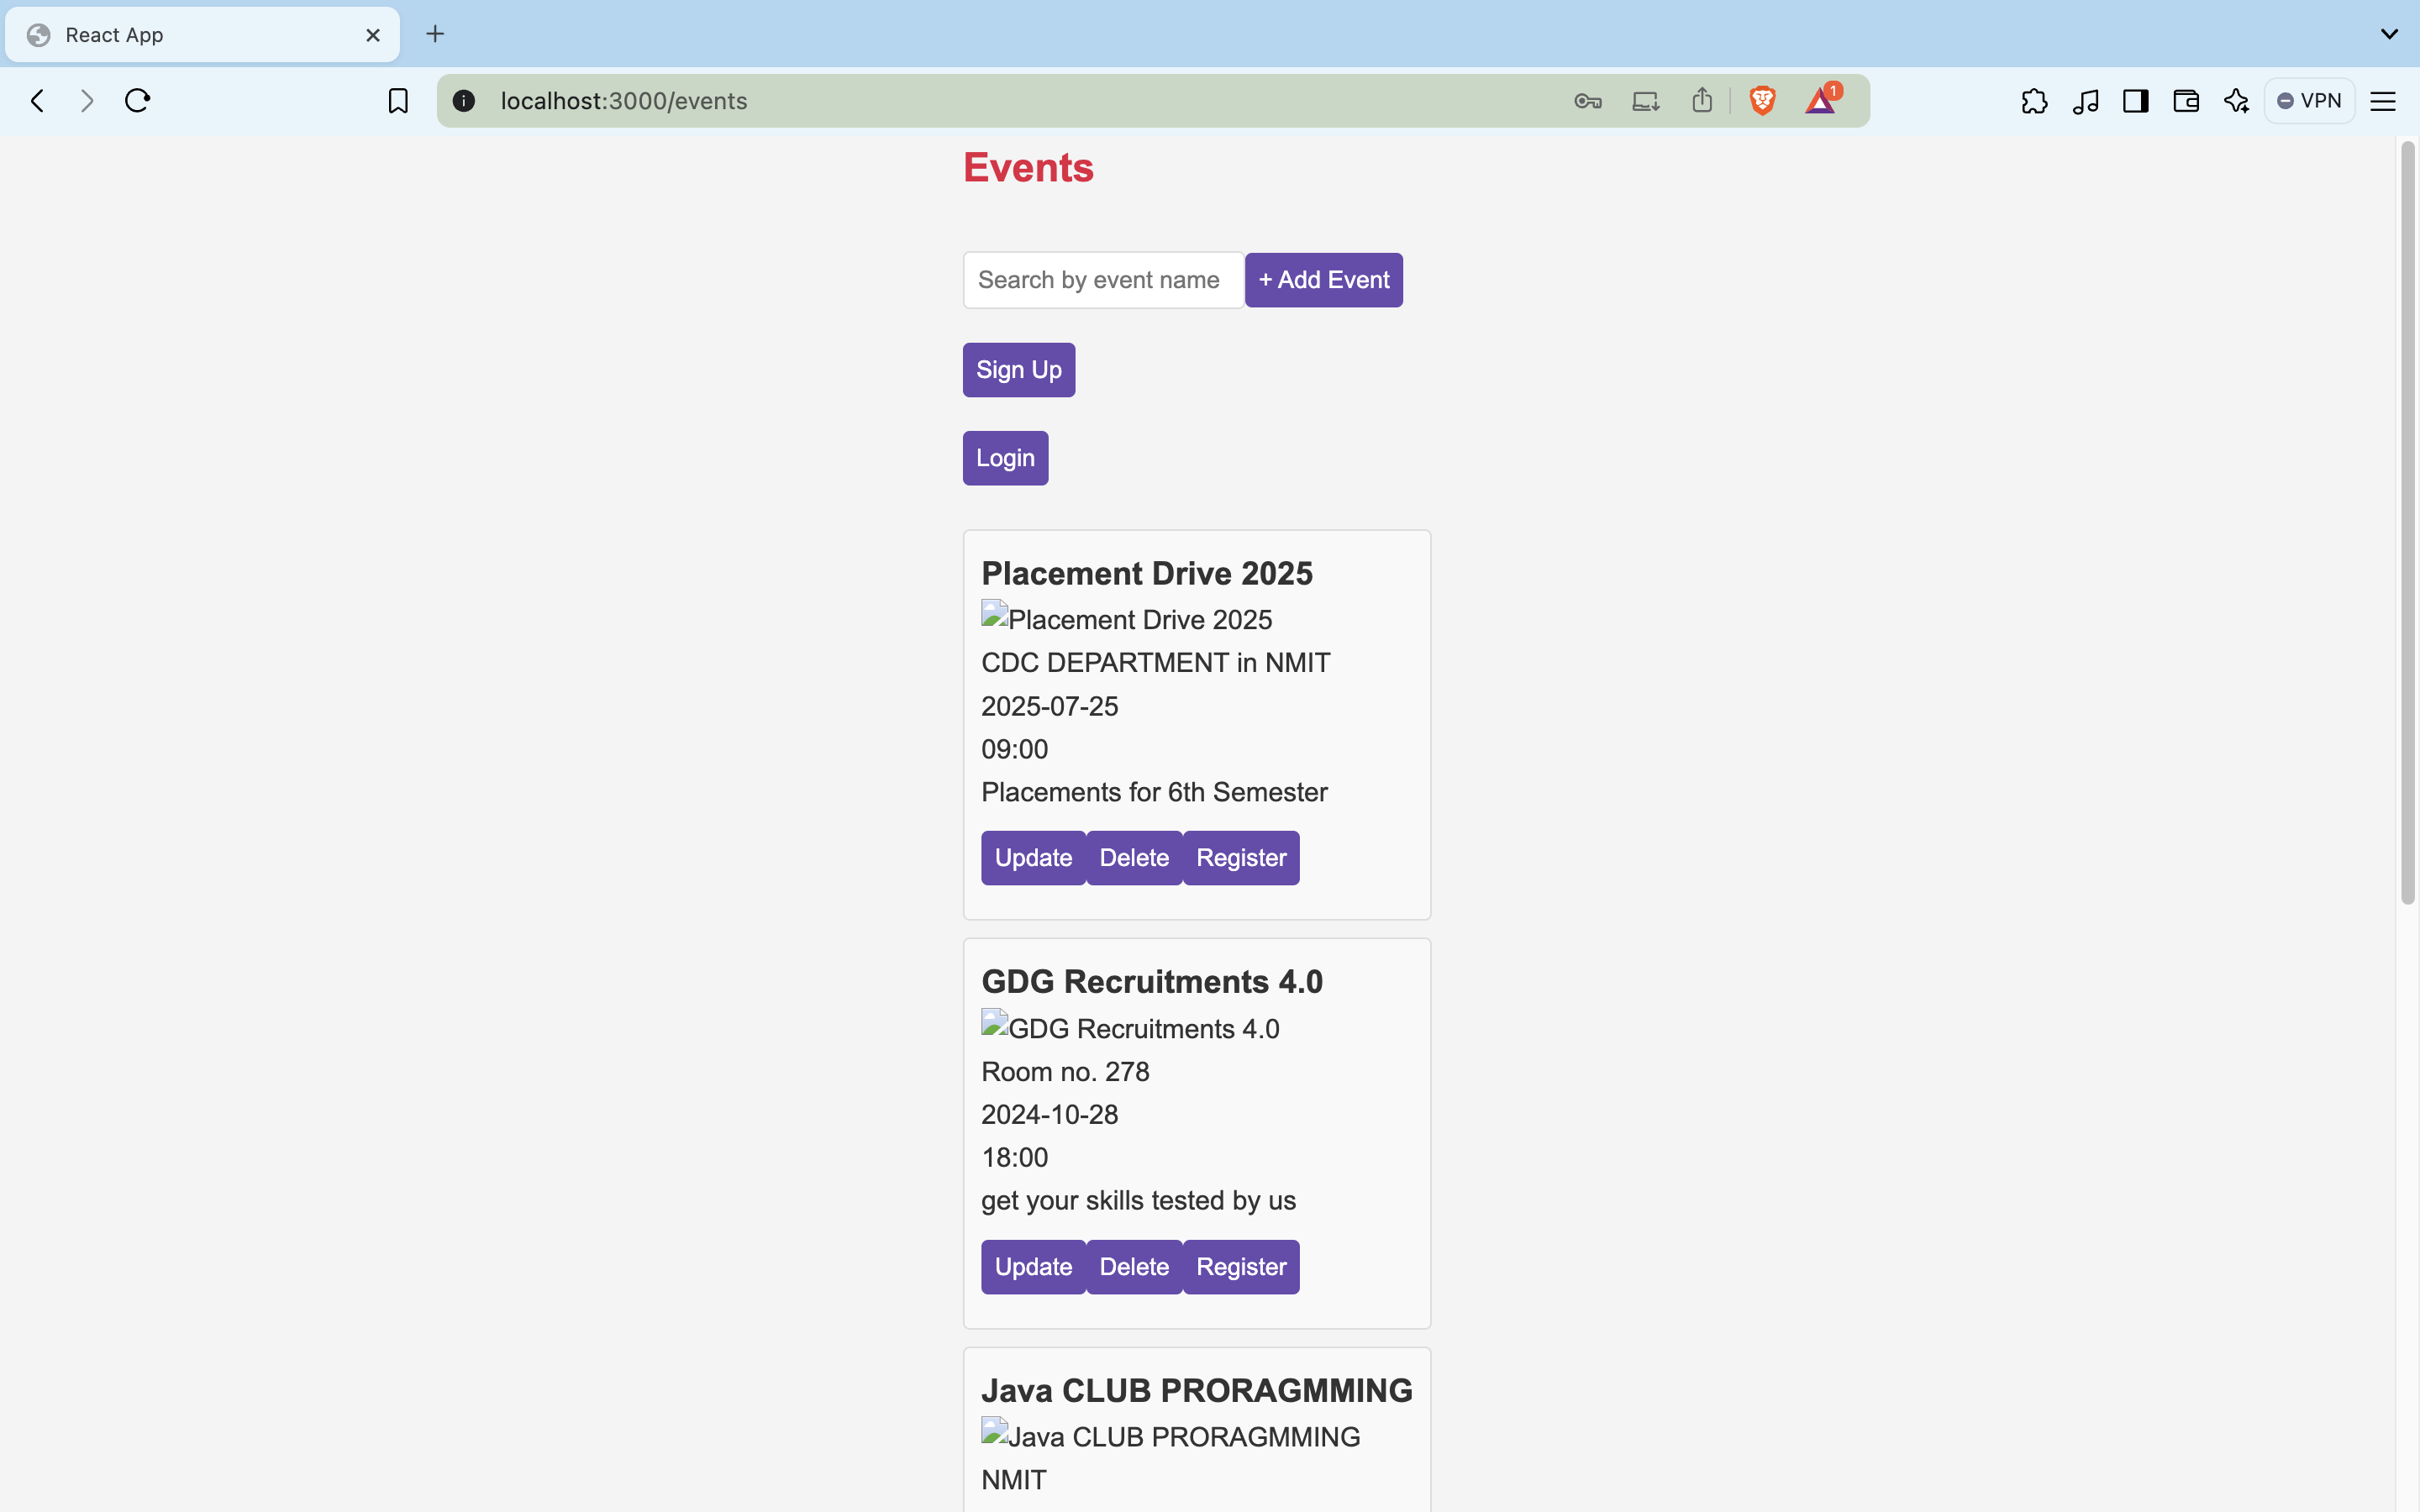 React App
localhost:3000/events
1
VPN
Events
Search by event name
+ Add Event
Sign Up
Login
Placement Drive 2025
Placement Drive 2025
CDC DEPARTMENT in NMIT
2025-07-25
09:00
Placements for 6th Semester
Update Delete Register
GDG Recruitments 4.0
GDG Recruitments 4.0
Room no. 278
2024-10-28
18:00
get your skills tested by us
Update Delete Register
Java CLUB PRORAGMMING
Java CLUB PRORAGMMING
NMIT